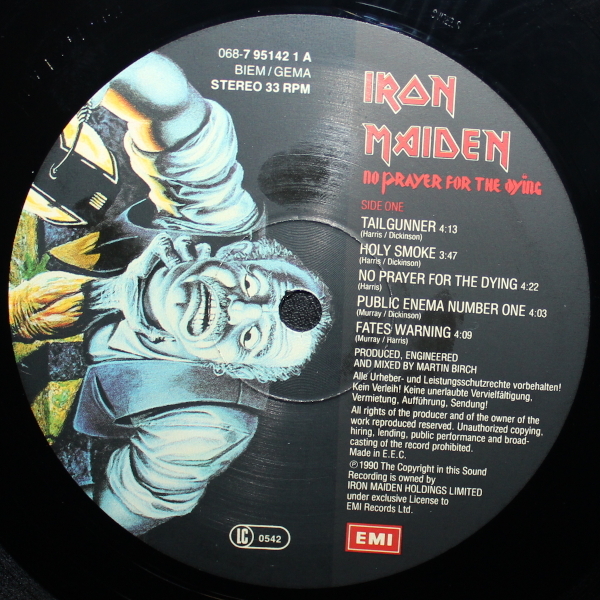 068-7 95142 1 A
BIEM / GEMA
STEREO 33 RPM
IRON
MAIDEN
NO PRAYER FOR THE DYING
SIDE ONE
TAILGUNNER 4:13
(Harris / Dickinson)
HOLY SMOKE 3:47
(Harris / Dickinson)
NO PRAYER FOR THE DYING 4:22
(Harris)
PUBLIC ENEMA NUMBER ONE 4:03
(Murray / Dickinson)
FATES WARNING 4:09
(Murray / Harris)
PRODUCED, ENGINEERED
AND MIXED BY MARTIN BIRCH
Alle Urheber- und Leistungsschutzrechte vorbehalten!
Kein Verleih! Keine unerlaubte Vervielfältigung,
Vermietung, Aufführung, Sendung!
All rights of the producer and of the owner of the
work reproduced reserved. Unauthorized copying,
hiring, lending, public performance and broad-
casting of the record prohibited.
Made in E.E.C.
℗ 1990 The Copyright in this Sound
Recording is owned by
IRON MAIDEN HOLDINGS LIMITED
under exclusive License to
EMI Records Ltd.
LC 0542
EMI